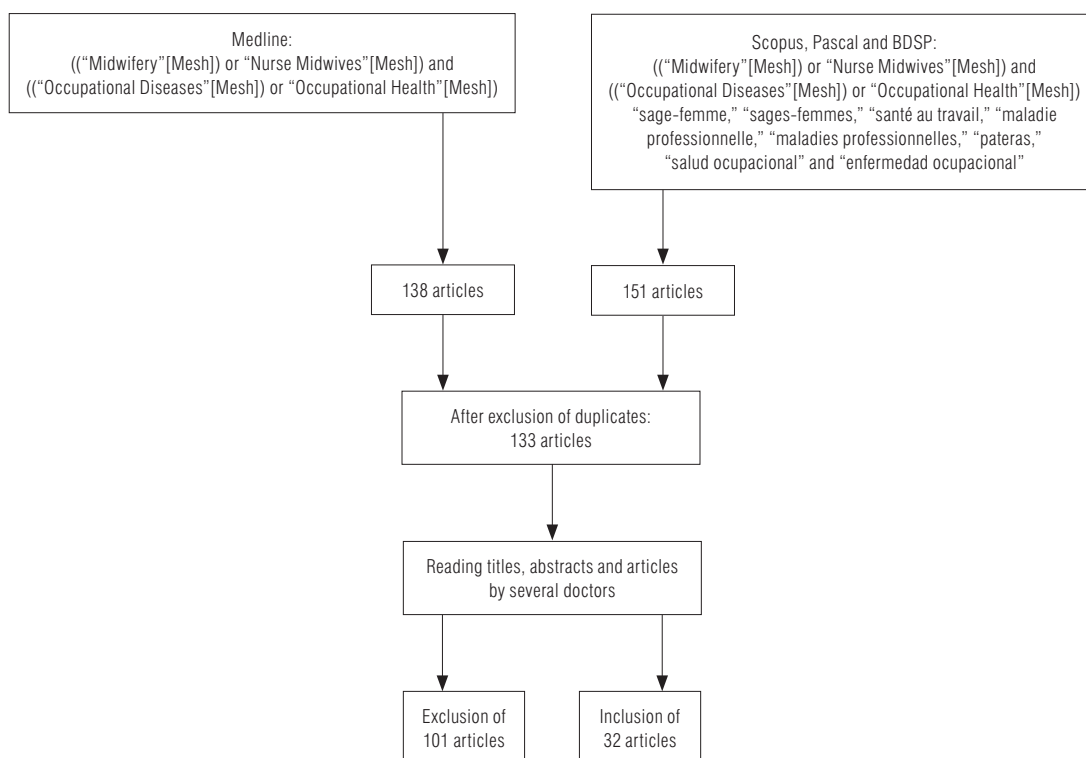 Medline:
((“Midwifery”[Mesh]) or “Nurse Midwives”[Mesh]) and
((“Occupational Diseases”[Mesh]) or “Occupational Health”[Mesh])
Scopus, Pascal and BDSP:
((“Midwifery”[Mesh]) or “Nurse Midwives”[Mesh]) and
((“Occupational Diseases”[Mesh]) or “Occupational Health”[Mesh])
“sage-femme,” “sages-femmes,” “santé au travail,” “maladie
professionnelle,” “maladies professionnelles,” “pateras,”
“salud ocupacional” and “enfermedad ocupacional”
138 articles
151 articles
After exclusion of duplicates:
133 articles
Reading titles, abstracts and articles
by several doctors
Exclusion of
101 articles
Inclusion of
32 articles